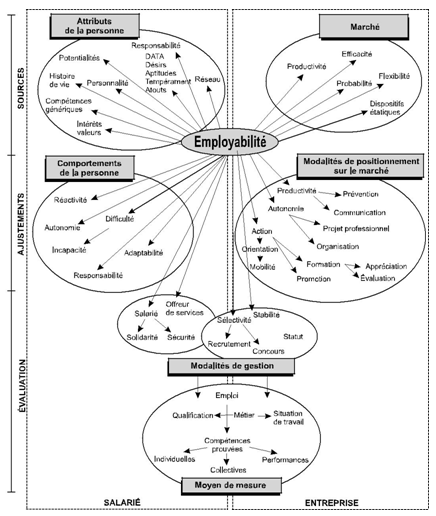 Attributs
de la personne
Marché
Responsabilité
Potentialités
DATA
Désirs
Aptitudes
Tempérament
Atouts
Réseau
Histoire
de vie
Personnalité
Compétences
génériques
Intérêts
valeurs
Efficacité
Productivité
Flexibilité
Probabilité
Dispositifs
étatiques
SOURCES
Employabilité
Comportements
de la personne
Modalités de positionnement
sur le marché
Réactivité
Difficulté
Autonomie
Incapacité
Adaptabilité
Responsabilité
Productivité
Prévention
Autonomie
Communication
Action
Projet professionnel
Orientation
Organisation
Mobilité
Formation
Appréciation
Promotion
Évaluation
AJUSTEMENTS
Offreur
de services
Salarié
Solidarité
Sécurité
Stabilité
Sélectivité
Statut
Recrutement
Concours
Modalités de gestion
Emploi
Qualification
Métier
Situation
de travail
Compétences
prouvées
Individuelles
Performances
Collectives
Moyen de mesure
ÉVALUATION
SALARIÉ
ENTREPRISE